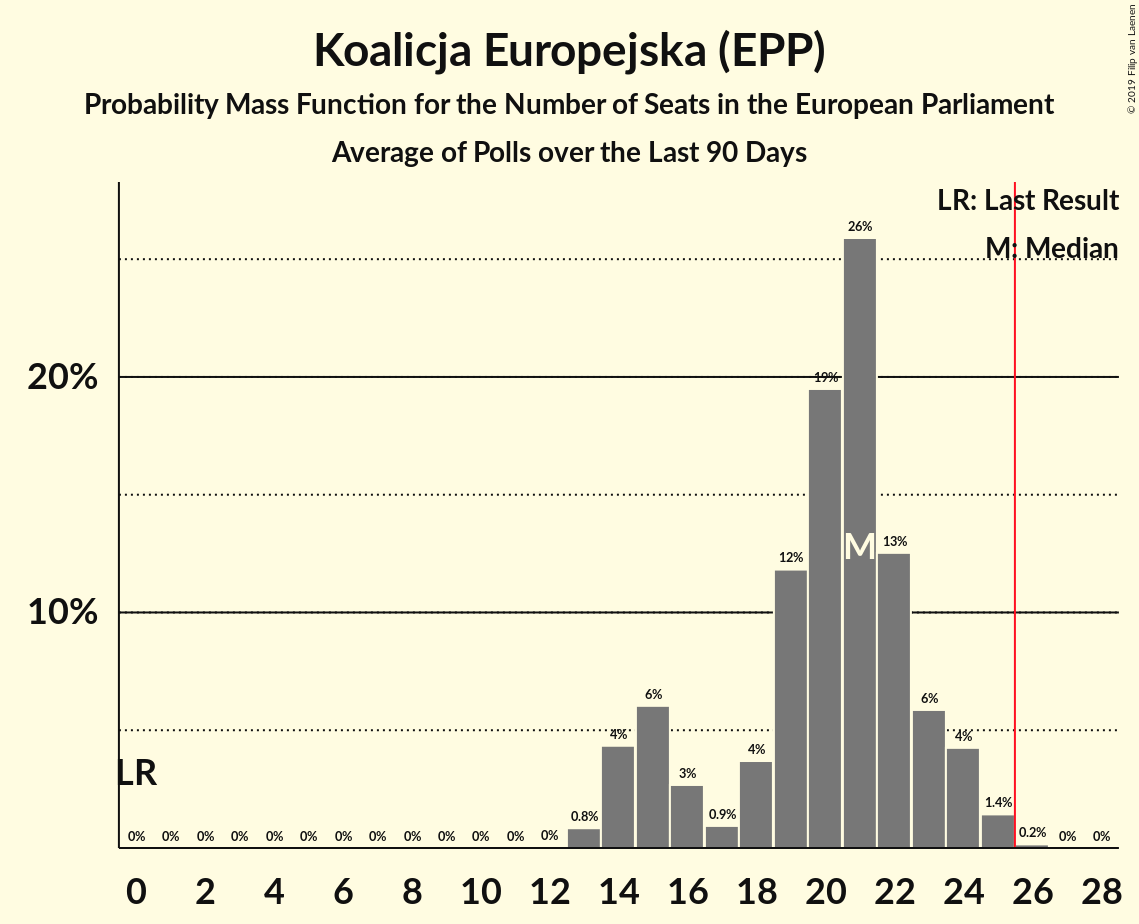 Koalicja Europejska (EPP)
Probability Mass Function for the Number of Seats in the European Parliament
Average of Polls over the Last 90 Days
© 2019 Filip van Laenen
LR: Last Result
M: Median
26%
20%
19%
13%
12%
M
10%
6%
6%
4%
4%
4%
LR
3%
1.4%
0.8%
0.9%
0.2%
0% 0% 0% 0% 0% 0% 0% 0% 0% 0% 0% 0% 0% 0% 0%
0 2 4 6 8 10 12 14 16 18 20 22 24 26 28